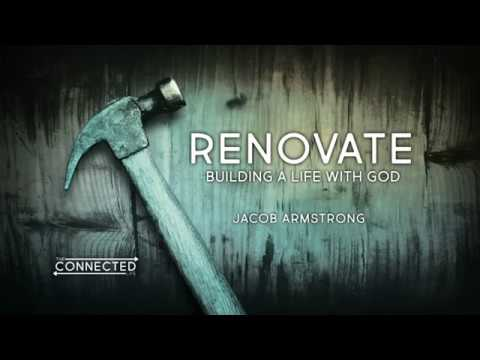 RENOVATE
BUILDING A LIFE WITH GOD
JACOB ARMSTRONG
THE
CONNECTED
LIFE